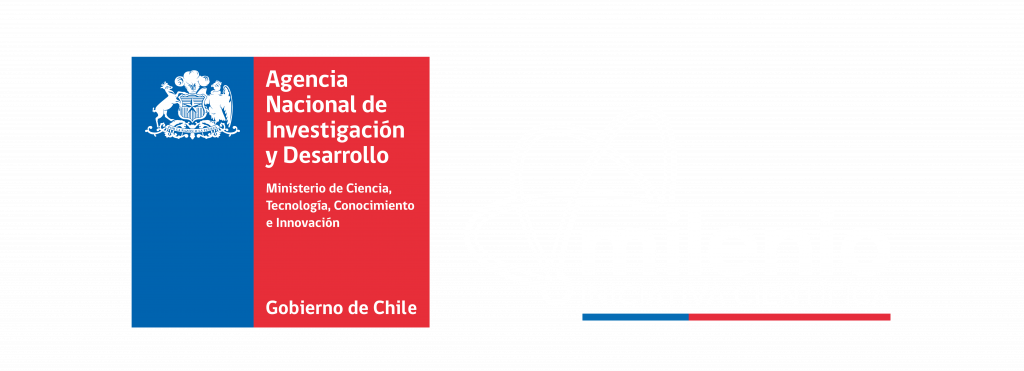 Agencia
Nacional de
Investigación
y Desarrollo
Ministerio de Ciencia,
Tecnología, Conocimiento
e Innovación
Gobierno de Chile